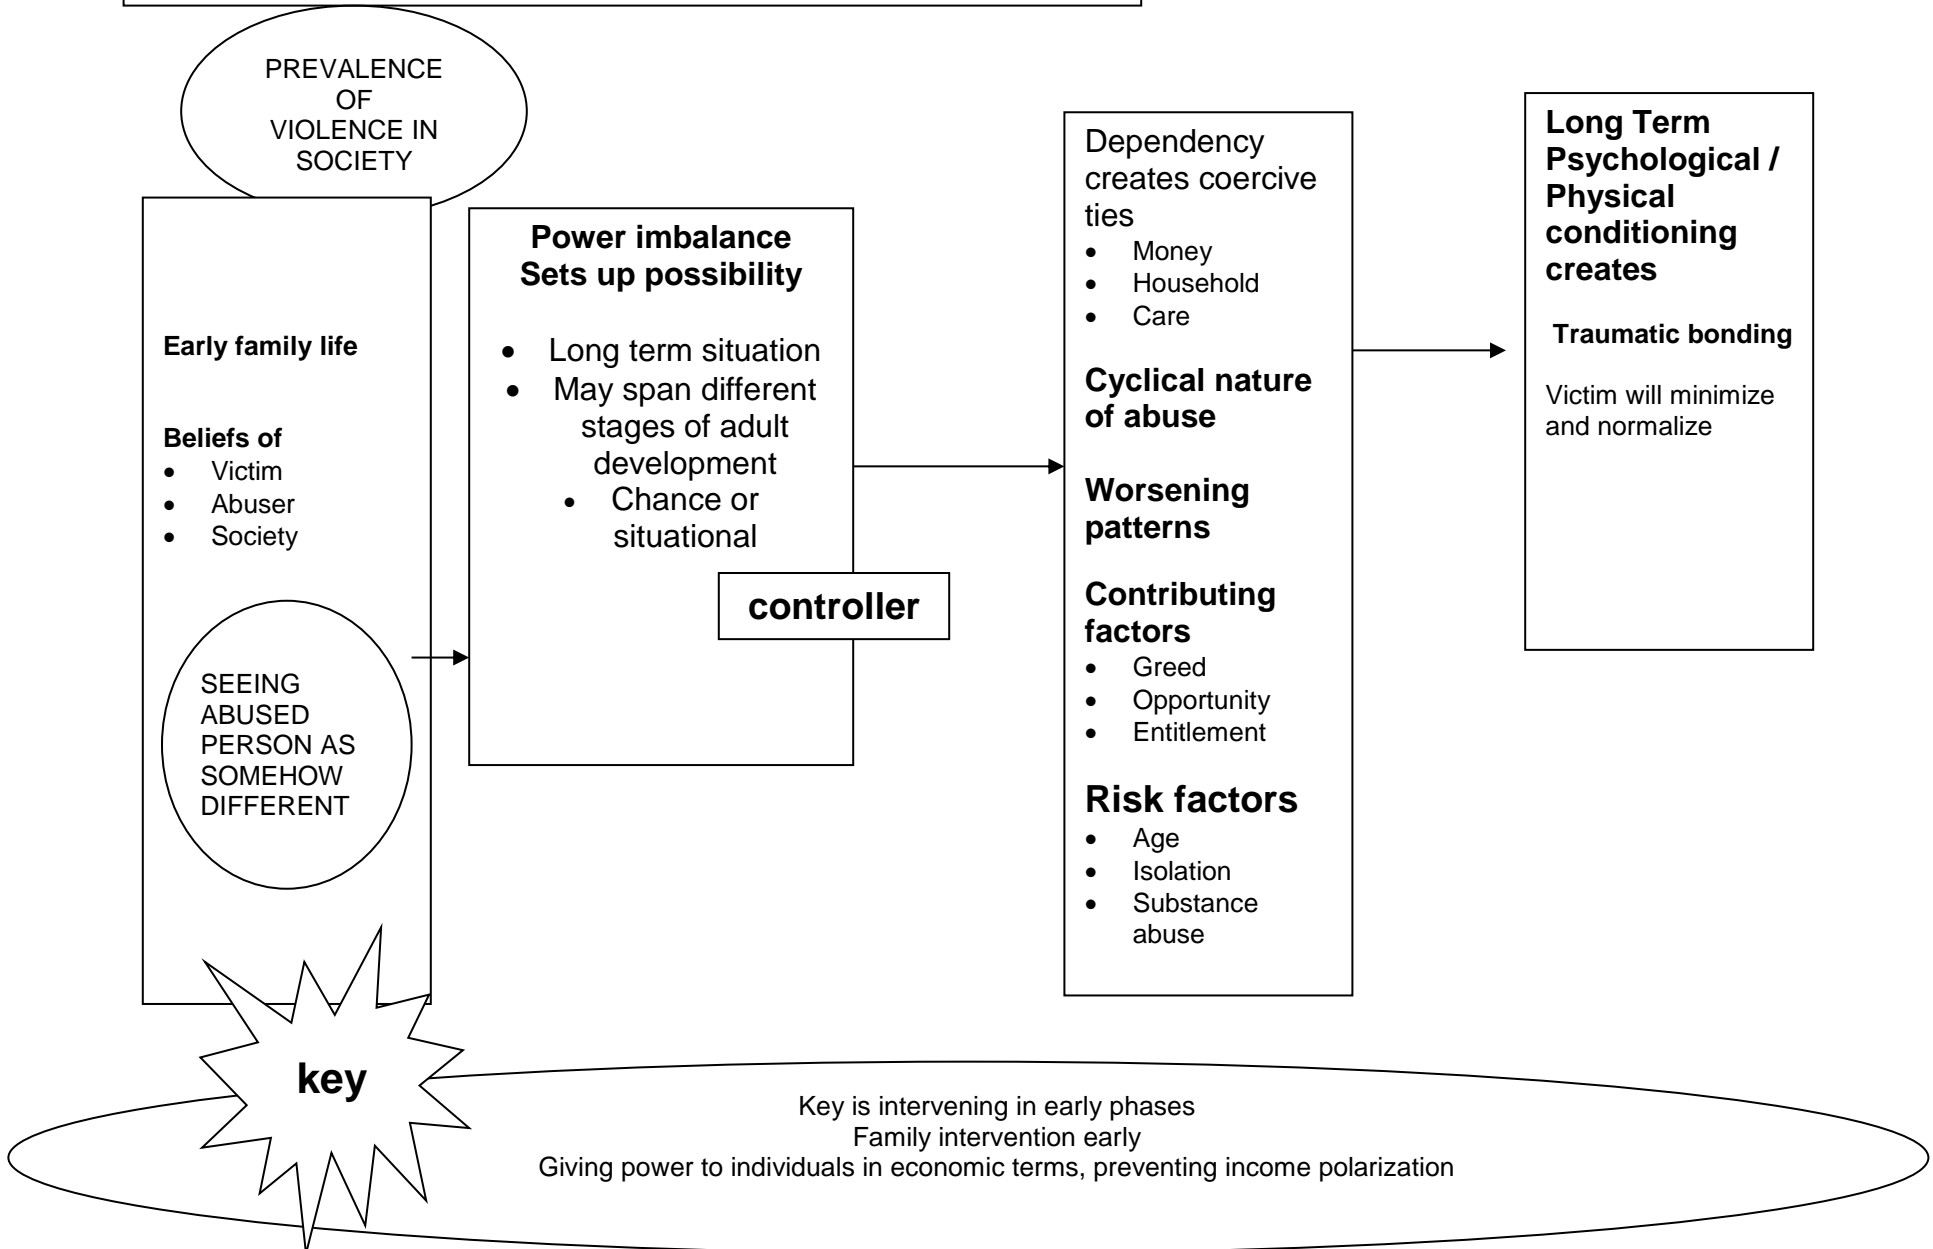 PREVALENCE
OF
VIOLENCE IN
SOCIETY
Early family life
Beliefs of
• Victim
• Abuser
• Society
SEEING
ABUSED
PERSON AS
SOMEHOW
DIFFERENT
Power imbalance
Sets up possibility
• Long term situation
• May span different
stages of adult
development
• Chance or
situational
controller
Dependency
creates coercive
ties
• Money
• Household
• Care
Cyclical nature
of abuse
Worsening
patterns
Contributing
factors
• Greed
• Opportunity
• Entitlement
Risk factors
• Age
• Isolation
• Substance
abuse
Long Term
Psychological /
Physical
conditioning
creates
Traumatic bonding
Victim will minimize
and normalize
key
Key is intervening in early phases
Family intervention early
Giving power to individuals in economic terms, preventing income polarization